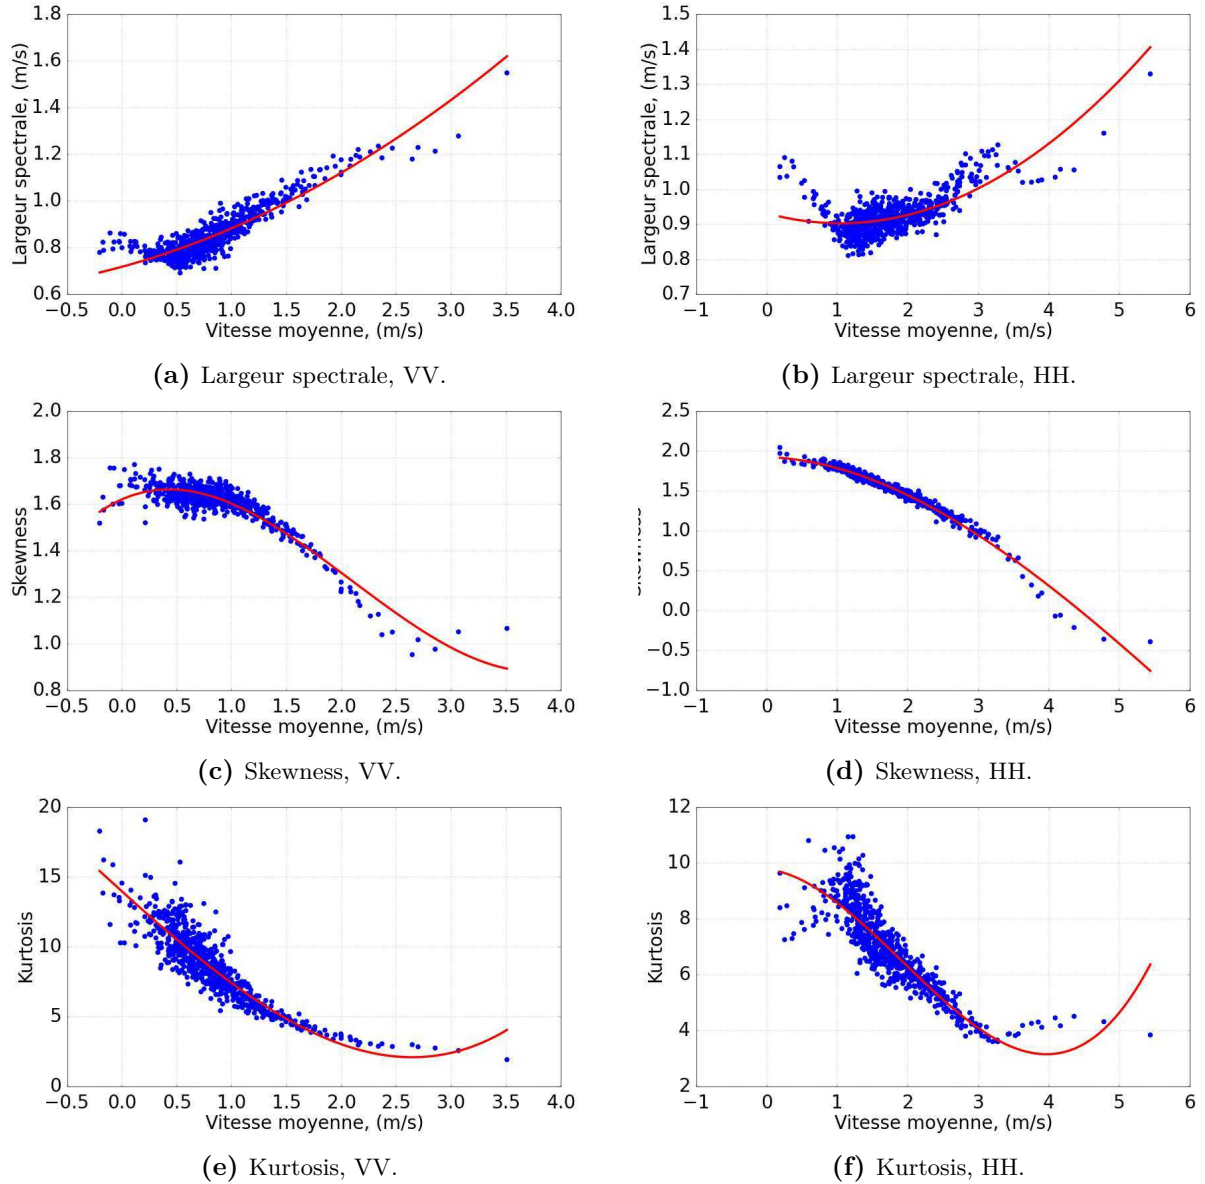 1.8
1.6
1.4
1.2
1.0
0.8
0.6
−0.5 0.0 0.5 1.0 1.5 2.0 2.5 3.0 3.5 4.0
Vitesse moyenne, (m/s)
Largeur spectrale, (m/s)
(a) Largeur spectrale, VV.
1.5
1.4
1.3
1.2
1.1
1.0
0.9
0.8
0.7
−1 0 1 2 3 4 5 6
Vitesse moyenne, (m/s)
Largeur spectrale, (m/s)
(b) Largeur spectrale, HH.
2.0
1.8
1.6
1.4
1.2
1.0
0.8
−0.5 0.0 0.5 1.0 1.5 2.0 2.5 3.0 3.5 4.0
Vitesse moyenne, (m/s)
Skewness
(c) Skewness, VV.
2.5
2.0
1.5
1.0
0.5
0.0
−0.5
−1.0
−1 0 1 2 3 4 5 6
Vitesse moyenne, (m/s)
Skewness
(d) Skewness, HH.
20
15
10
5
0
−0.5 0.0 0.5 1.0 1.5 2.0 2.5 3.0 3.5 4.0
Vitesse moyenne, (m/s)
Kurtosis
(e) Kurtosis, VV.
12
10
8
6
4
2
−1 0 1 2 3 4 5 6
Vitesse moyenne, (m/s)
Kurtosis
(f) Kurtosis, HH.